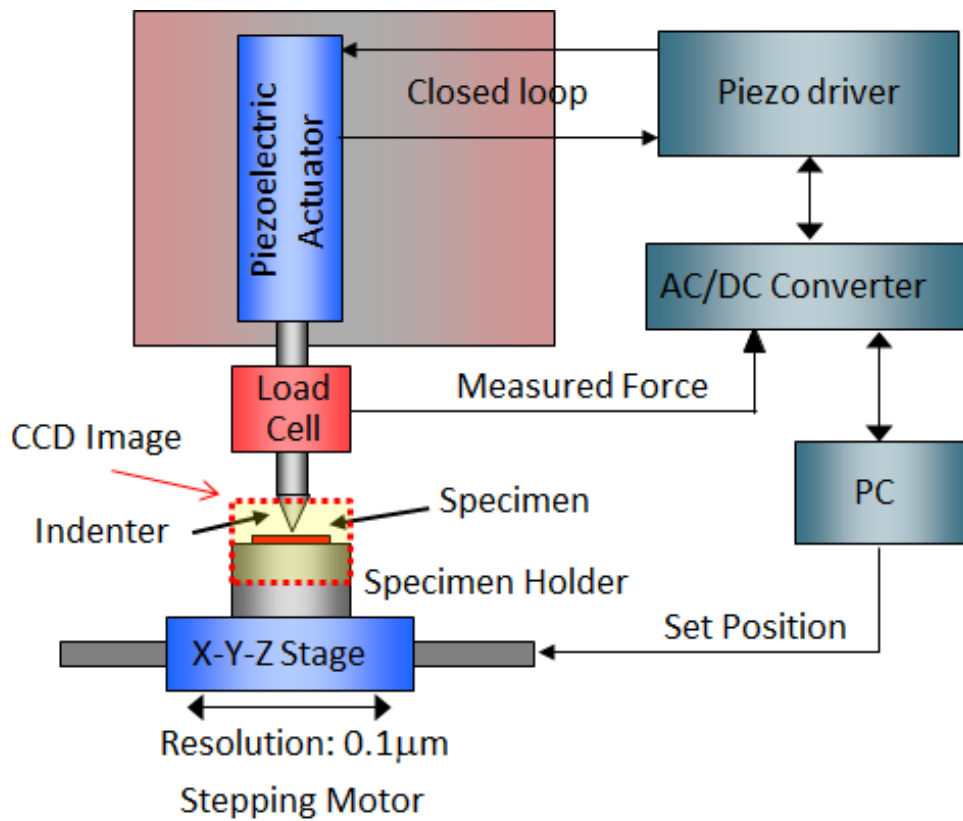 Piezoelectric
Actuator
Closed loop
Piezo driver
AC/DC Converter
Load
Cell
Measured Force
CCD Image
Indenter
Specimen
PC
Specimen Holder
Set Position
X-Y-Z Stage
Resolution: 0.1μm
Stepping Motor